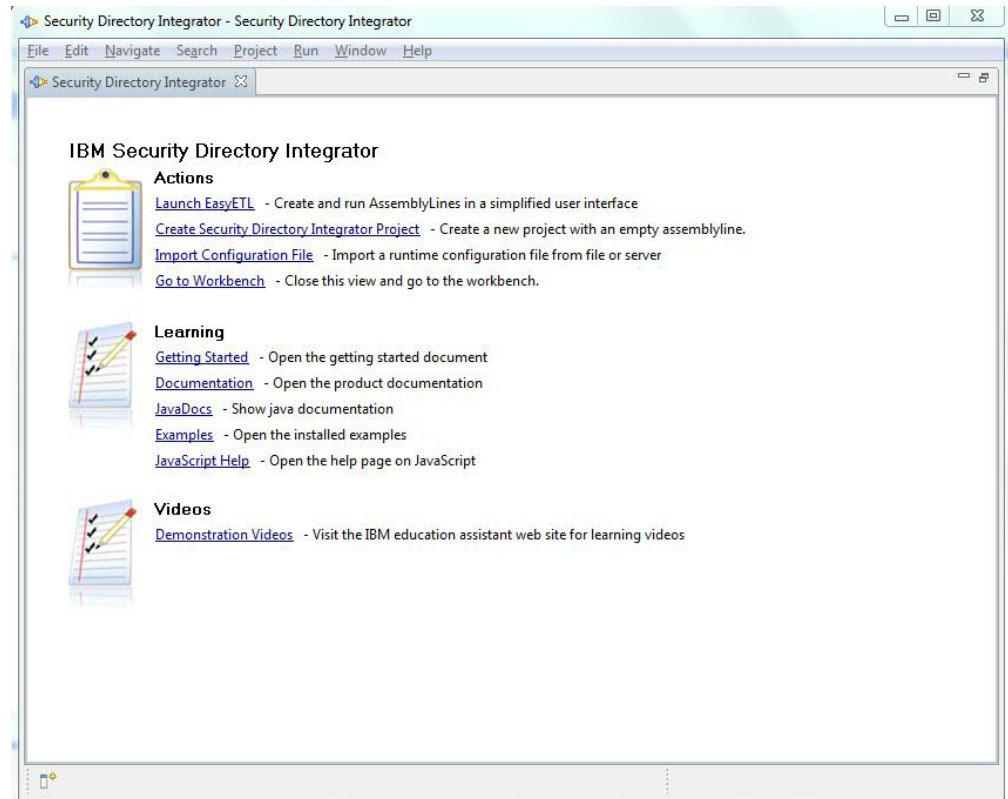 Security Directory Integrator - Security Directory Integrator
File Edit Navigate Search Project Run Window Help
Security Directory Integrator
IBM Security Directory Integrator
Actions
Launch EasyETL - Create and run AssemblyLines in a simplified user interface
Create Security Directory Integrator Project - Create a new project with an empty assemblyline.
Import Configuration File - Import a runtime configuration file from file or server
Go to Workbench - Close this view and go to the workbench.
Learning
Getting Started - Open the getting started document
Documentation - Open the product documentation
JavaDocs - Show java documentation
Examples - Open the installed examples
JavaScript Help - Open the help page on JavaScript
Videos
Demonstration Videos - Visit the IBM education assistant web site for learning videos